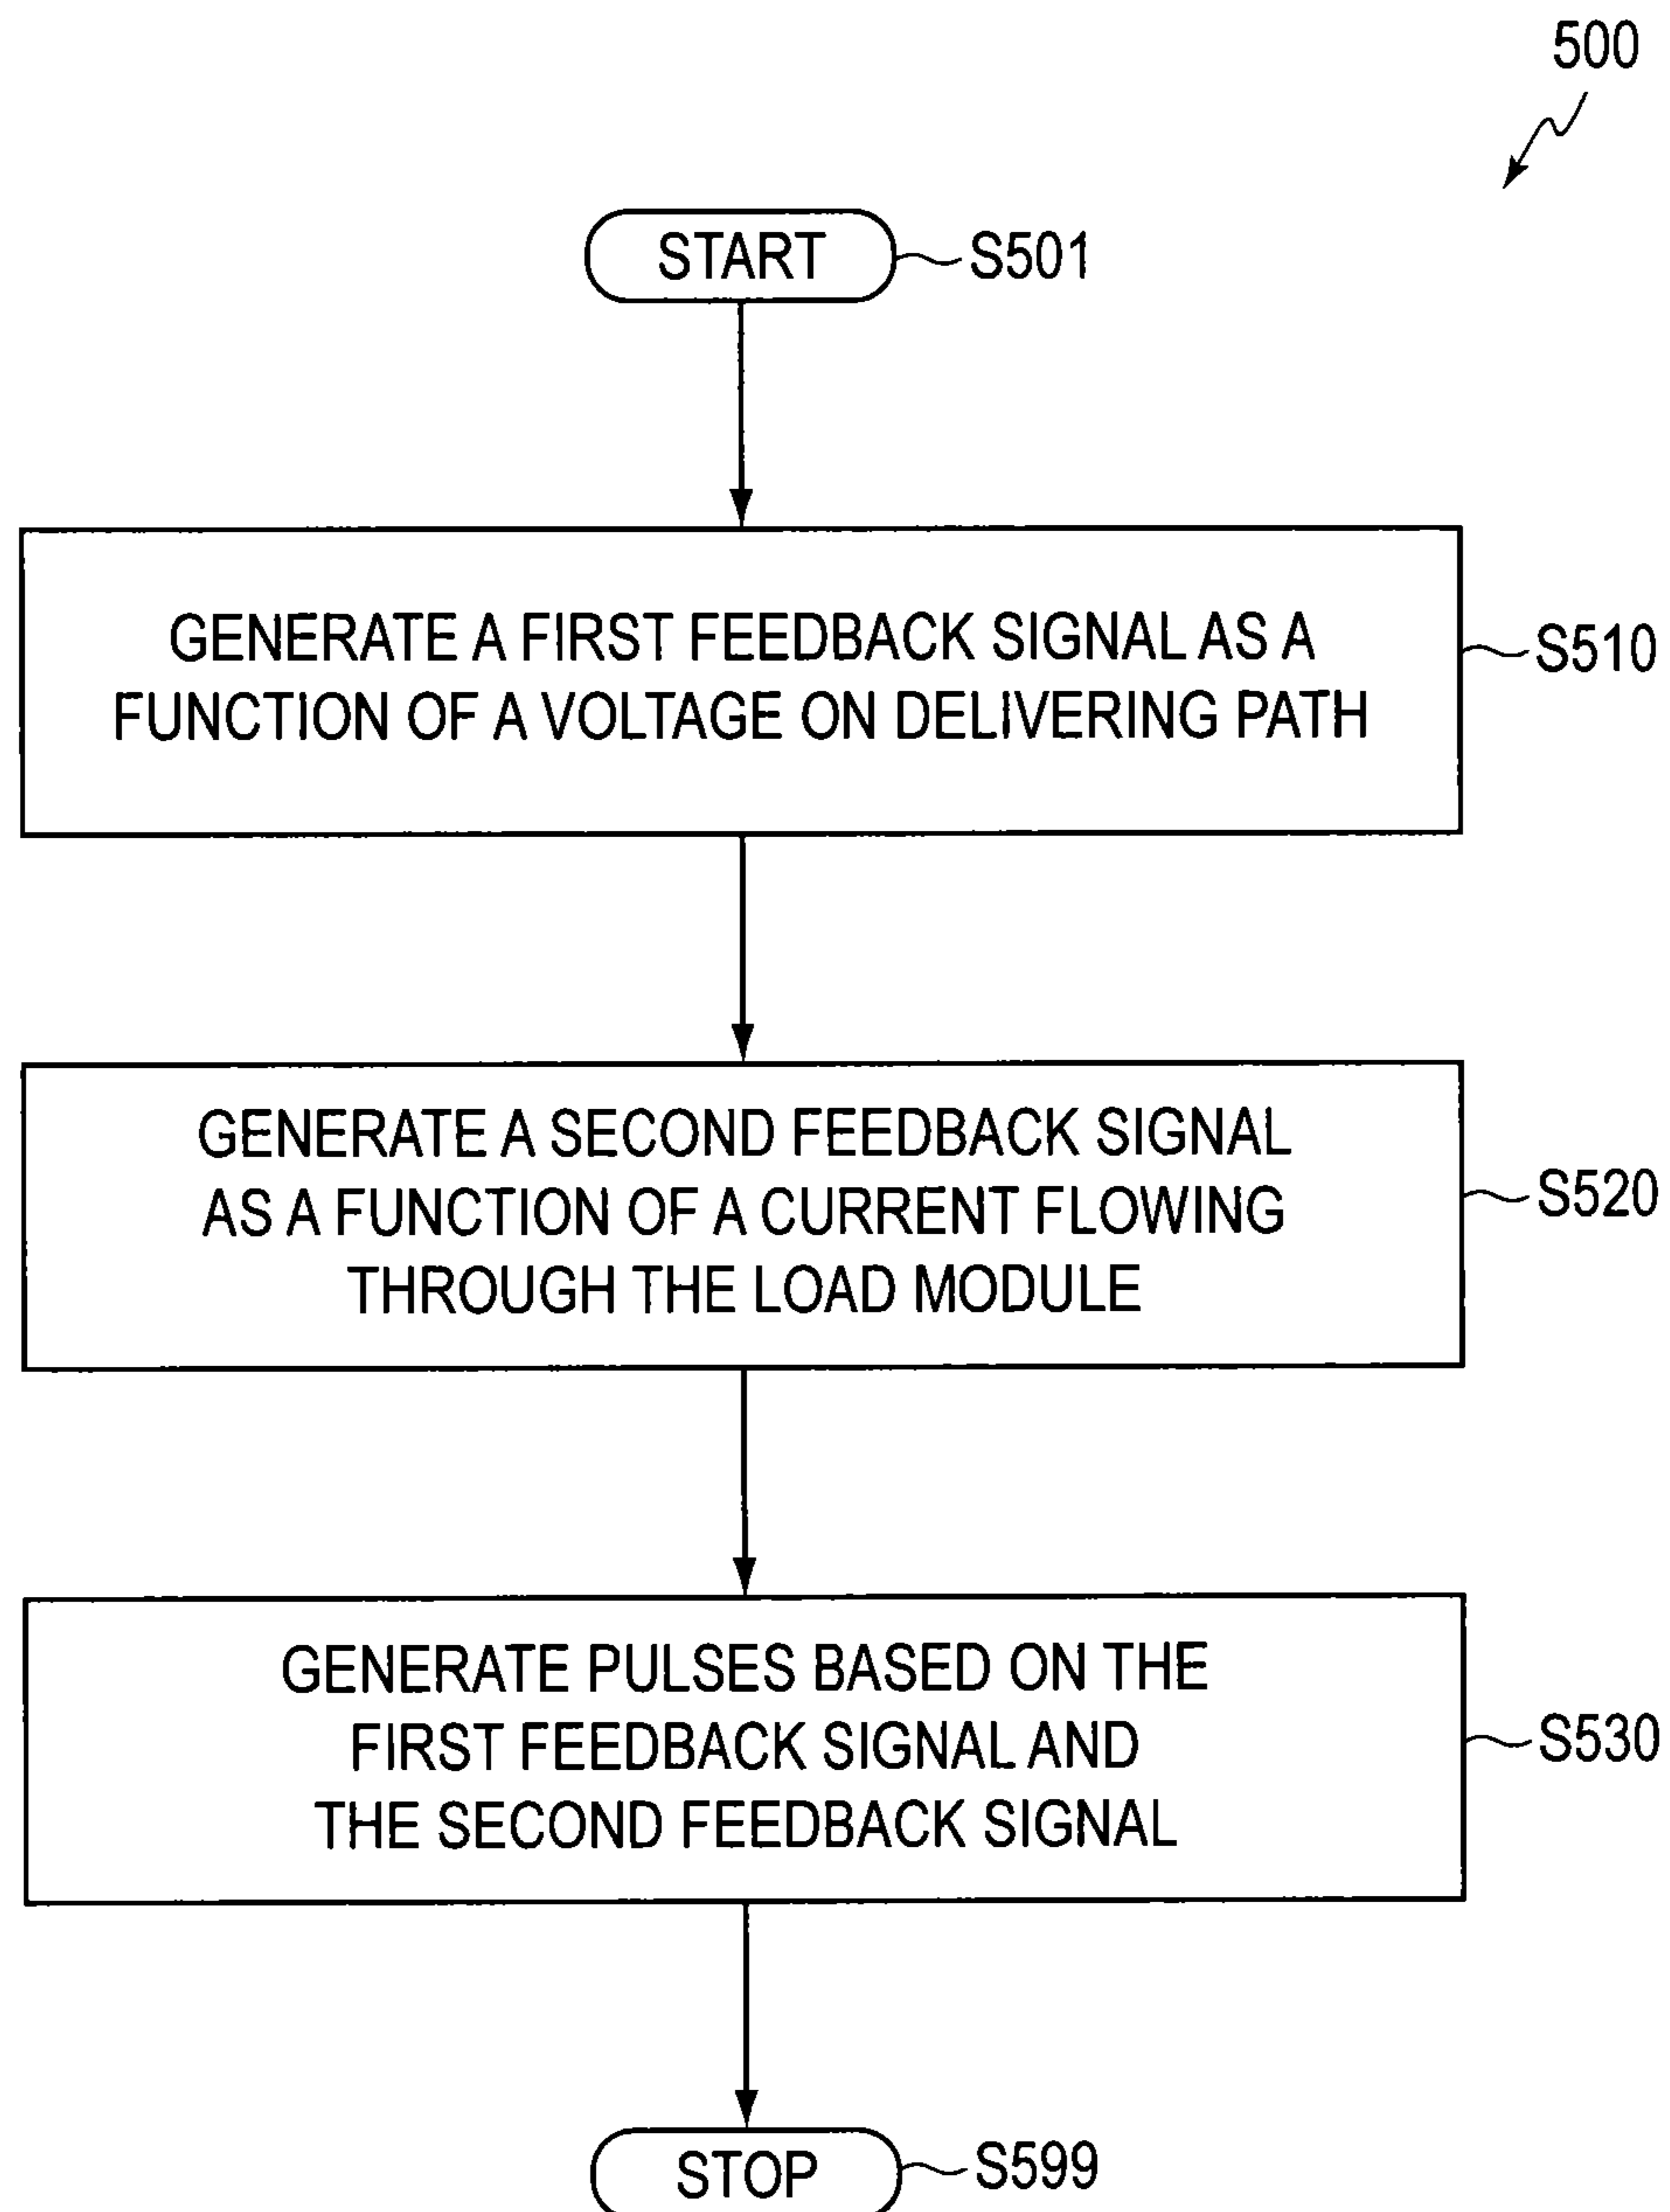 500
START
S501
GENERATE A FIRST FEEDBACK SIGNAL AS A
FUNCTION OF A VOLTAGE ON DELIVERING PATH
S510
GENERATE A SECOND FEEDBACK SIGNAL
AS A FUNCTION OF A CURRENT FLOWING
THROUGH THE LOAD MODULE
S520
GENERATE PULSES BASED ON THE
FIRST FEEDBACK SIGNAL AND
THE SECOND FEEDBACK SIGNAL
S530
STOP
S599